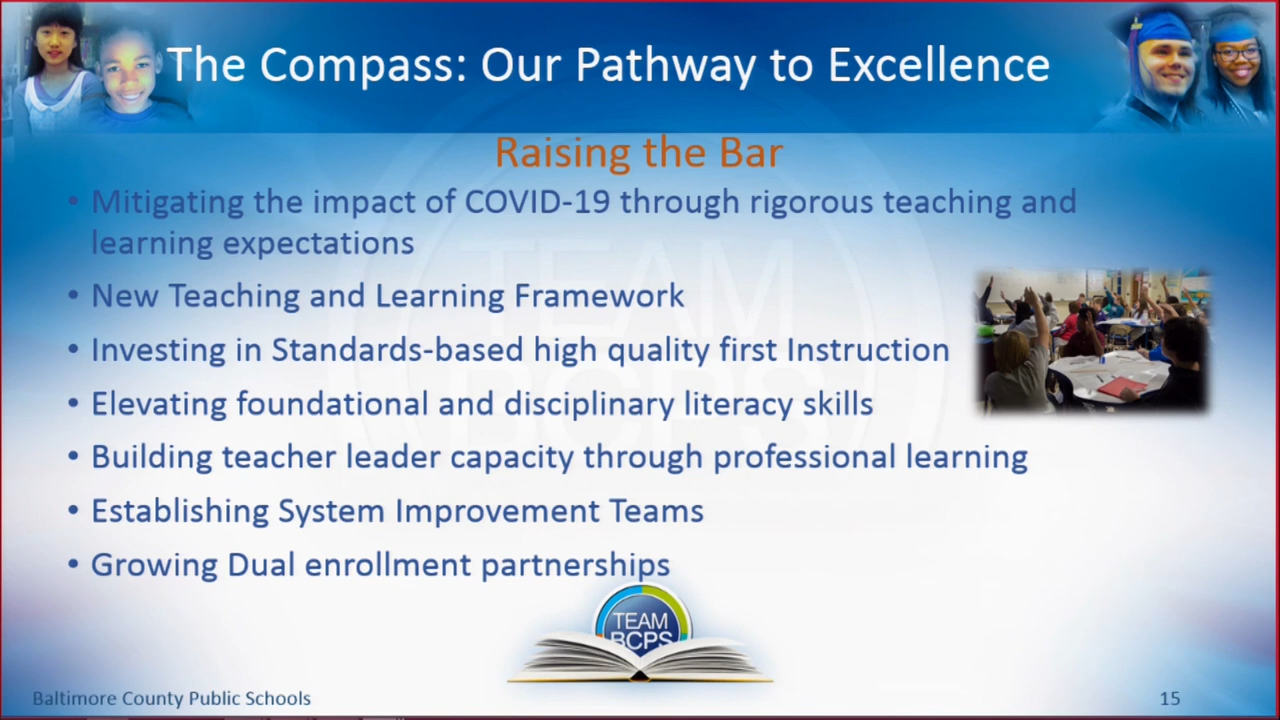 The Compass: Our Pathway to Excellence
Raising the Bar
• Mitigating the impact of COVID-19 through rigorous teaching and
learning expectations
• New Teaching and Learning Framework
• Investing in Standards-based high quality first Instruction
• Elevating foundational and disciplinary literacy skills
• Building teacher leader capacity through professional learning
• Establishing System Improvement Teams
• Growing Dual enrollment partnerships
TEAM
BCPS
TEAM
BCPS
Baltimore County Public Schools
15